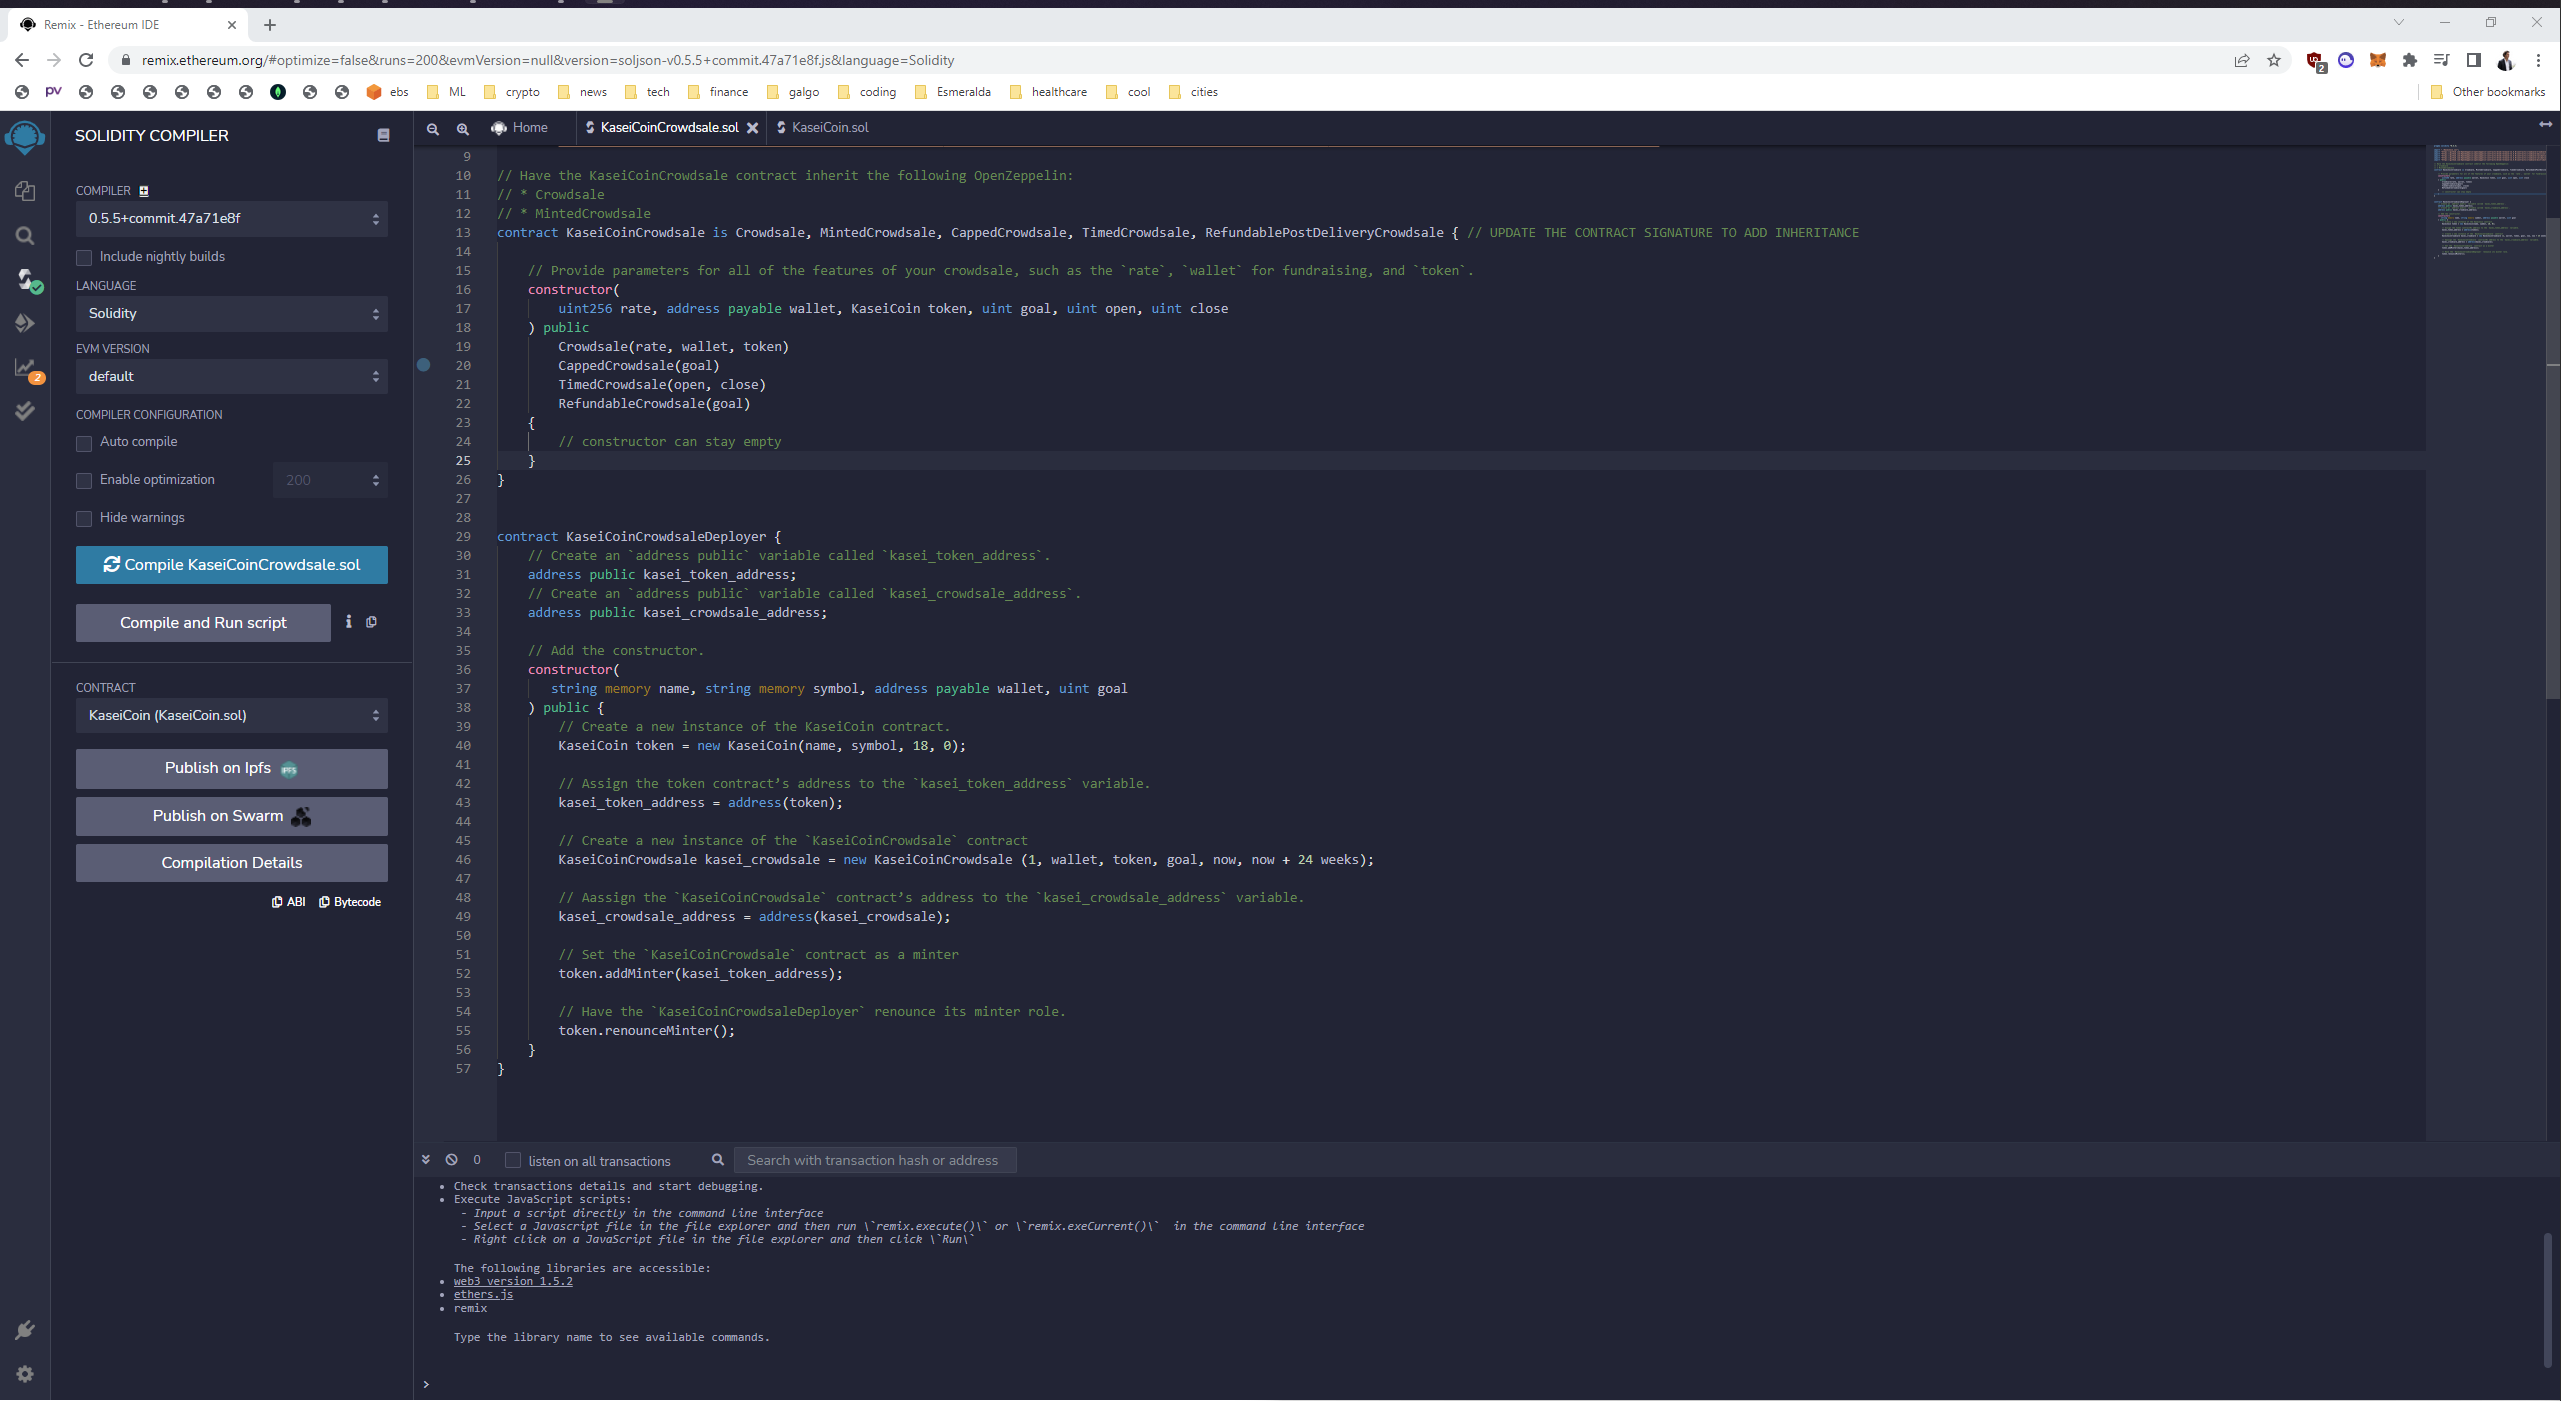 Remix - Ethereum IDE
remix.ethereum.org/#optimize=false&runs=200&evmVersion=null&version=soljson-v0.5.5+commit.47a71e8f.js&language=Solidity
2
pv
ebs ML crypto news tech finance galgo coding Esmeralda healthcare cool cities Other bookmarks
SOLIDITY COMPILER
COMPILER
0.5.5+commit.47a71e8f
Include nightly builds
LANGUAGE
Solidity
EVM VERSION
default
2
COMPILER CONFIGURATION
Auto compile
Enable optimization 200
Hide warnings
Compile KaseiCoinCrowdsale.sol
Compile and Run script
CONTRACT
KaseiCoin (KaseiCoin.sol)
Publish on Ipfs IPFS
Publish on Swarm
Compilation Details
ABI Bytecode
Home KaseiCoinCrowdsale.sol KaseiCoin.sol
9
10 // Have the KaseiCoinCrowdsale contract inherit the following OpenZeppelin:
11 // * Crowdsale
12 // * MintedCrowdsale
13 contract KaseiCoinCrowdsale is Crowdsale, MintedCrowdsale, CappedCrowdsale, TimedCrowdsale, RefundablePostDeliveryCrowdsale { // UPDATE THE CONTRACT SIGNATURE TO ADD INHERITANCE
14
15 // Provide parameters for all of the features of your crowdsale, such as the `rate`, `wallet` for fundraising, and `token`.
16 constructor(
17 uint256 rate, address payable wallet, KaseiCoin token, uint goal, uint open, uint close
18 ) public
19 Crowdsale(rate, wallet, token)
20 CappedCrowdsale(goal)
21 TimedCrowdsale(open, close)
22 RefundableCrowdsale(goal)
23 {
24 // constructor can stay empty
25 }
26 }
27
28
29 contract KaseiCoinCrowdsaleDeployer {
30 // Create an `address public` variable called `kasei_token_address`.
31 address public kasei_token_address;
32 // Create an `address public` variable called `kasei_crowdsale_address`.
33 address public kasei_crowdsale_address;
34
35 // Add the constructor.
36 constructor(
37 string memory name, string memory symbol, address payable wallet, uint goal
38 ) public {
39 // Create a new instance of the KaseiCoin contract.
40 KaseiCoin token = new KaseiCoin(name, symbol, 18, 0);
41
42 // Assign the token contract’s address to the `kasei_token_address` variable.
43 kasei_token_address = address(token);
44
45 // Create a new instance of the `KaseiCoinCrowdsale` contract
46 KaseiCoinCrowdsale kasei_crowdsale = new KaseiCoinCrowdsale (1, wallet, token, goal, now, now + 24 weeks);
47
48 // Aassign the `KaseiCoinCrowdsale` contract’s address to the `kasei_crowdsale_address` variable.
49 kasei_crowdsale_address = address(kasei_crowdsale);
50
51 // Set the `KaseiCoinCrowdsale` contract as a minter
52 token.addMinter(kasei_token_address);
53
54 // Have the `KaseiCoinCrowdsaleDeployer` renounce its minter role.
55 token.renounceMinter();
56 }
57 }
0 listen on all transactions Search with transaction hash or address
• Check transactions details and start debugging.
• Execute JavaScript scripts:
- Input a script directly in the command line interface
- Select a Javascript file in the file explorer and then run \`remix.execute()\` or \`remix.exeCurrent()\` in the command line interface
- Right click on a JavaScript file in the file explorer and then click \`Run\`
The following libraries are accessible:
• web3 version 1.5.2
• ethers.js
• remix
Type the library name to see available commands.
>